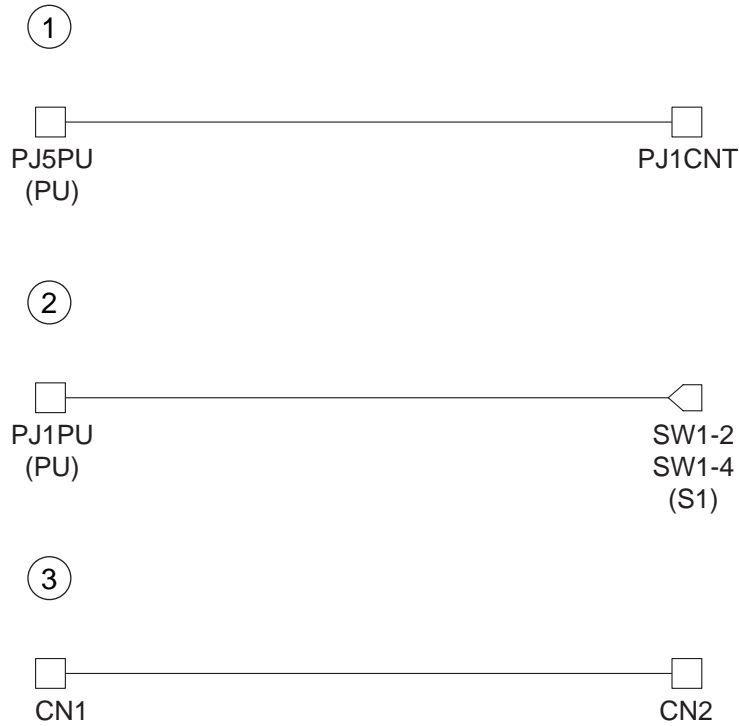 1
PJ5PU
(PU)
PJ1CNT
2
PJ1PU
(PU)
SW1-2
SW1-4
(S1)
3
CN1
CN2